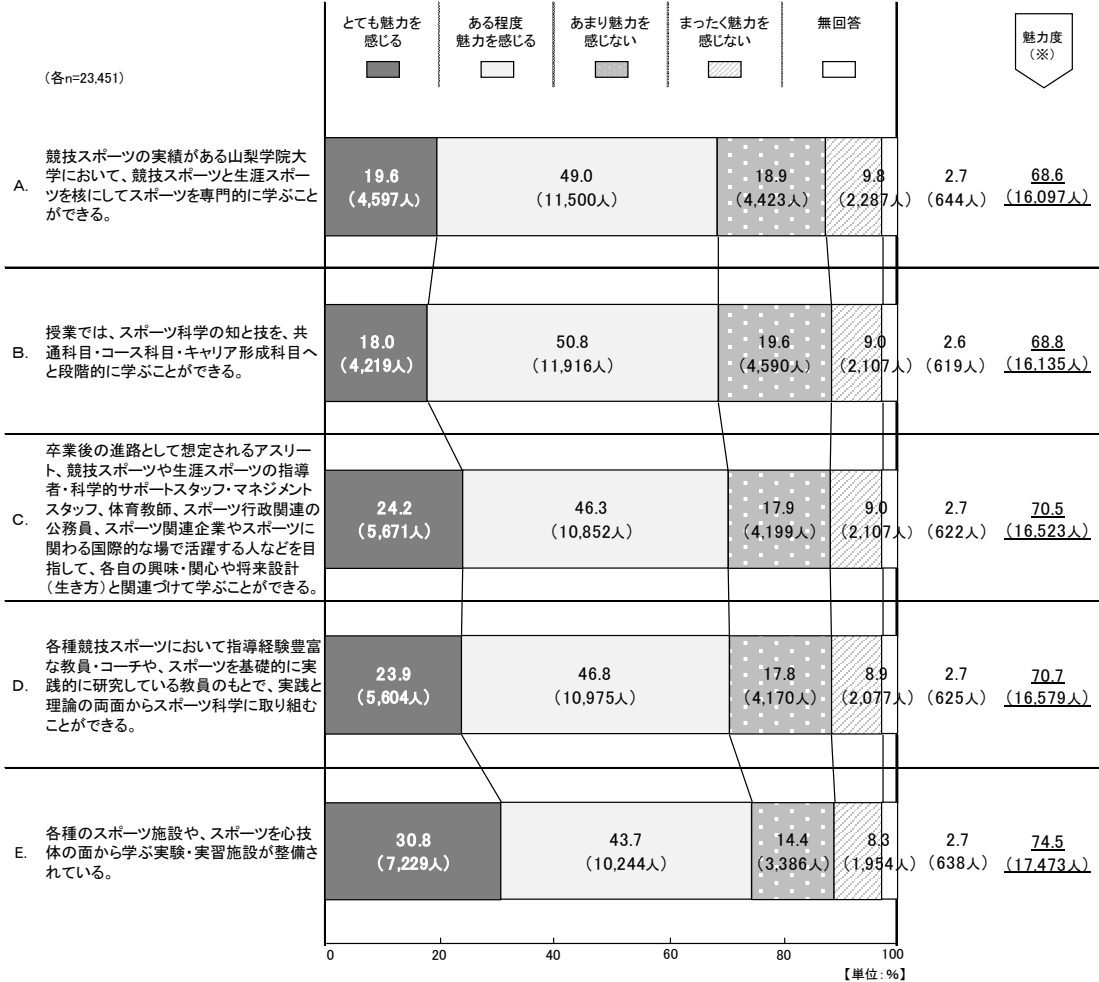 とても魅力を
感じる
ある程度
魅力を感じる
あまり魅力を
感じない
まったく魅力を
感じない
無回答
魅力度
（※）
（各n=23,451）
A.
競技スポーツの実績がある山梨学院大
学において、競技スポーツと生涯スポー
ツを核にしてスポーツを専門的に学ぶこと
ができる。
19.6
(4,597人)
49.0
(11,500人)
18.9
(4,423人)
9.8
(2,287人)
2.7
(644人)
68.6
(16,097人)
B.
授業では、スポーツ科学の知と技を、共
通科目・コース科目・キャリア形成科目へ
と段階的に学ぶことができる。
18.0
(4,219人)
50.8
(11,916人)
19.6
(4,590人)
9.0
(2,107人)
2.6
(619人)
68.8
(16,135人)
C.
卒業後の進路として想定されるアスリー
ト、競技スポーツや生涯スポーツの指導
者・科学的サポートスタッフ・マネジメント
スタッフ、体育教師、スポーツ行政関連の
公務員、スポーツ関連企業やスポーツに
関わる国際的な場で活躍する人などを目
指して、各自の興味・関心や将来設計
（生き方）と関連づけて学ぶことができる。
24.2
(5,671人)
46.3
(10,852人)
17.9
(4,199人)
9.0
(2,107人)
2.7
(622人)
70.5
(16,523人)
D.
各種競技スポーツにおいて指導経験豊富
な教員・コーチや、スポーツを基礎的に実
践的に研究している教員のもとで、実践と
理論の両面からスポーツ科学に取り組む
ことができる。
23.9
(5,604人)
46.8
(10,975人)
17.8
(4,170人)
8.9
(2,077人)
2.7
(625人)
70.7
(16,579人)
E.
各種のスポーツ施設や、スポーツを心技
体の面から学ぶ実験・実習施設が整備さ
れている。
30.8
(7,229人)
43.7
(10,244人)
14.4
(3,386人)
8.3
(1,954人)
2.7
(638人)
74.5
(17,473人)
0 20 40 60 80 100
【単位：%】